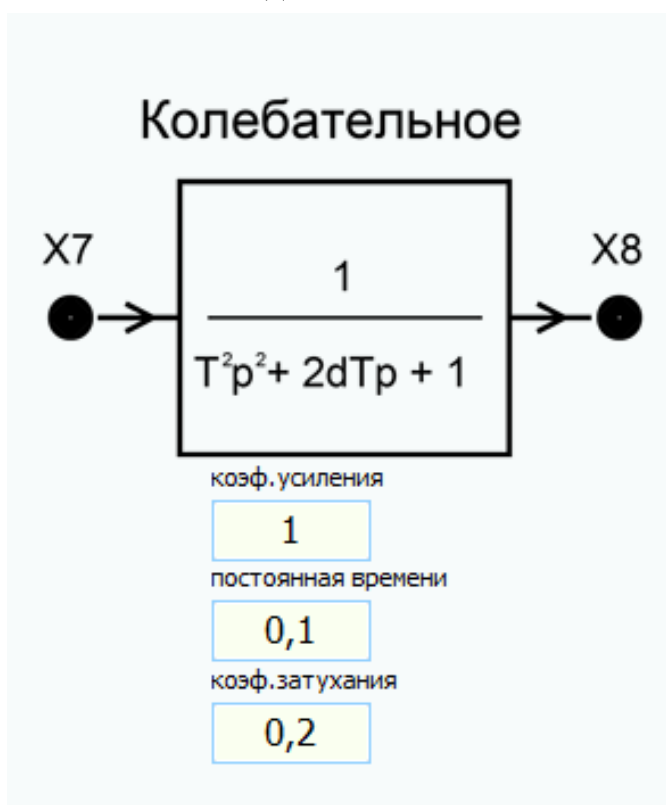 Колебательное
X7
X8
1
T²p²+ 2dTp + 1
коэф.усиления
1
постоянная времени
0,1
коэф.затухания
0,2